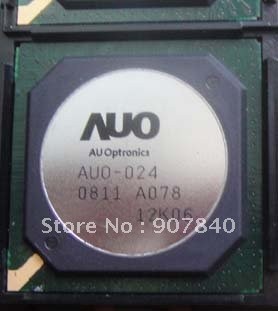 AUO
AU Optronics
AUO-024
0811 A078
12K06
Store No: 907840